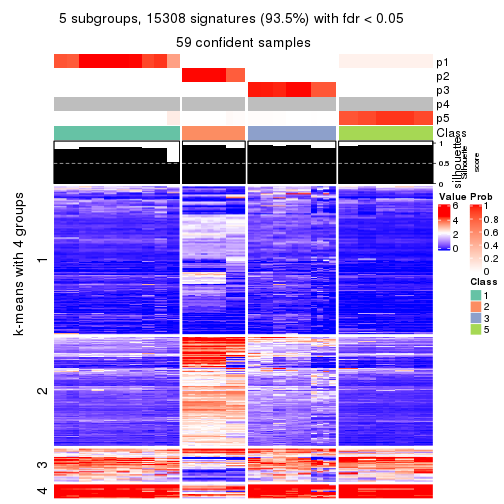 5 subgroups, 15308 signatures (93.5%) with fdr < 0.05
59 confident samples
p1
p2
p3
p4
p5
Class
1
0.5
0
silhouette
Silhouette
score
k-means with 4 groups
1
2
3
4
Value
6
4
2
0
Prob
1
0.8
0.6
0.4
0.2
0
Class
1
2
3
5